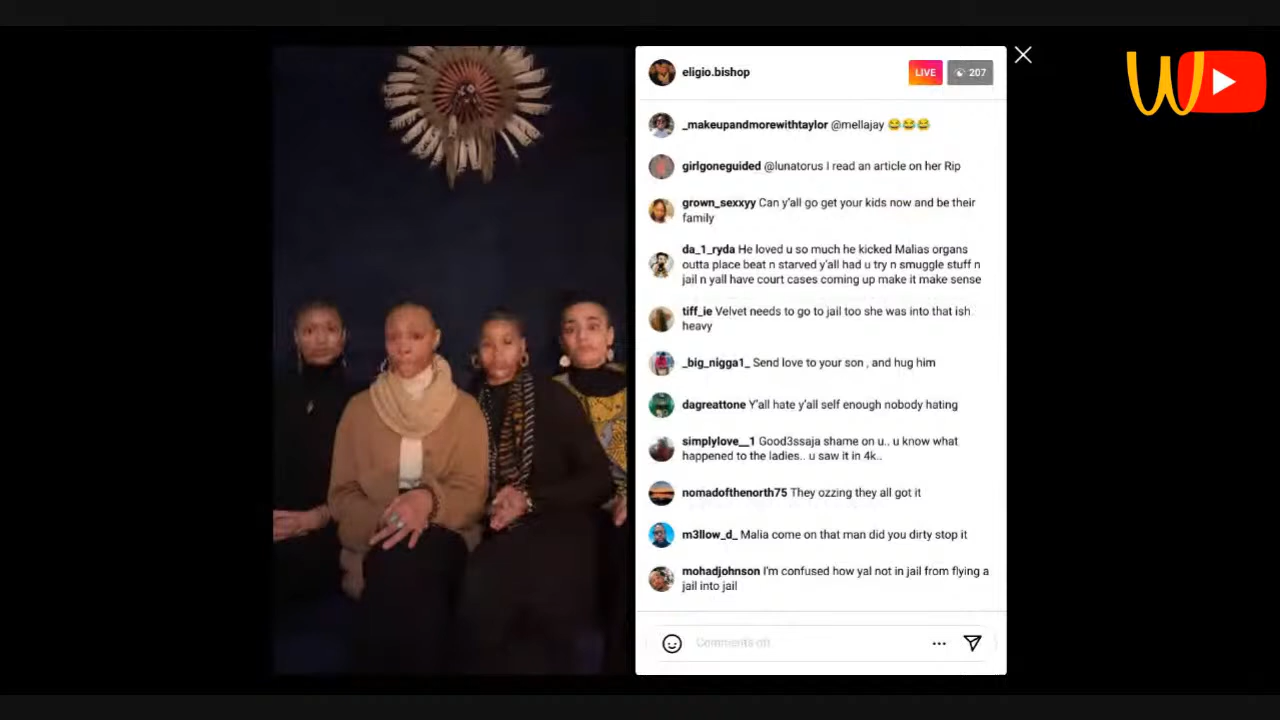 eligio.bishop
LIVE
207
_makeupandmorewithtaylor @mellajay 😂😂😂
girlgoneguided @lunatorus I read an article on her Rip
grown_sexxyy Can y'all go get your kids now and be their
family
da_1_ryda He loved u so much he kicked Malias organs
outta place beat n starved y'all had u try n smuggle stuff n
jail n yall have court cases coming up make it make sense
tiff_ie Velvet needs to go to jail too she was into that ish
heavy
_big_nigga1_ Send love to your son , and hug him
dagreattone Y'all hate y'all self enough nobody hating
simplylove__1 Good3ssaja shame on u.. u know what
happened to the ladies.. u saw it in 4k..
nomadofthenorth75 They ozzing they all got it
m3llow_d_ Malia come on that man did you dirty stop it
mohadjohnson I'm confused how yal not in jail from flying a
jail into jail
Comments off
W